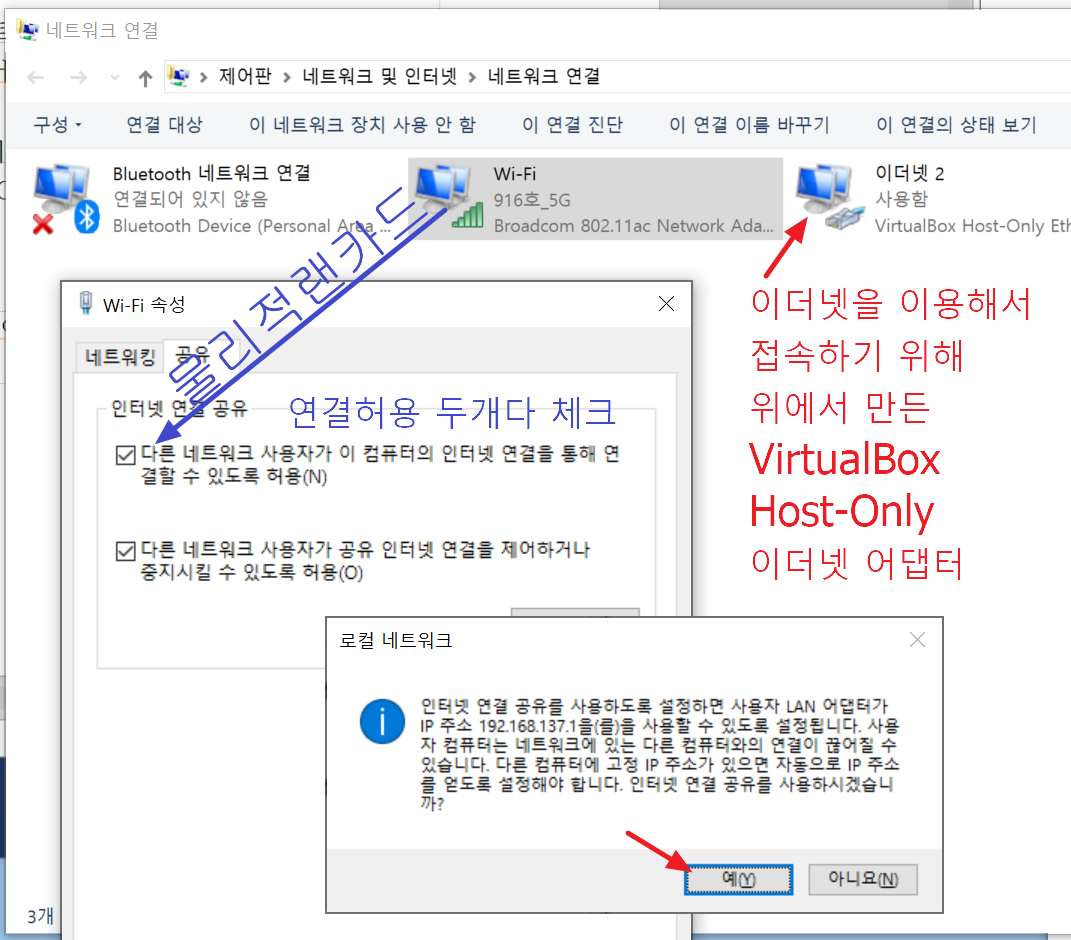 네트워크 연결
제어판 > 네트워크 및 인터넷 > 네트워크 연결
구성 연결 대상 이 네트워크 장치 사용 안 함 이 연결 진단 이 연결 이름 바꾸기 이 연결의 상태 보기
Bluetooth 네트워크 연결
연결되어 있지 않음
Bluetooth Device (Personal Area ...
Wi-Fi
916호_5G
Broadcom 802.11ac Network Ada...
이더넷 2
사용함
VirtualBox Host-Only Eth
물리적랜카드
이더넷을 이용해서
접속하기 위해
위에서 만든
VirtualBox
Host-Only
이더넷 어댑터
Wi-Fi 속성
네트워킹 공유
인터넷 연결 공유
연결허용 두개다 체크
다른 네트워크 사용자가 이 컴퓨터의 인터넷 연결을 통해 연
결할 수 있도록 허용(N)
다른 네트워크 사용자가 공유 인터넷 연결을 제어하거나
중지시킬 수 있도록 허용(O)
로컬 네트워크
인터넷 연결 공유를 사용하도록 설정하면 사용자 LAN 어댑터가
IP 주소 192.168.137.1을(를)을 사용할 수 있도록 설정됩니다. 사용
자 컴퓨터는 네트워크에 있는 다른 컴퓨터와의 연결이 끊어질 수
있습니다. 다른 컴퓨터에 고정 IP 주소가 있으면 자동으로 IP 주소
를 얻도록 설정해야 합니다. 인터넷 연결 공유를 사용하시겠습니
까?
예(Y) 아니요(N)
3개